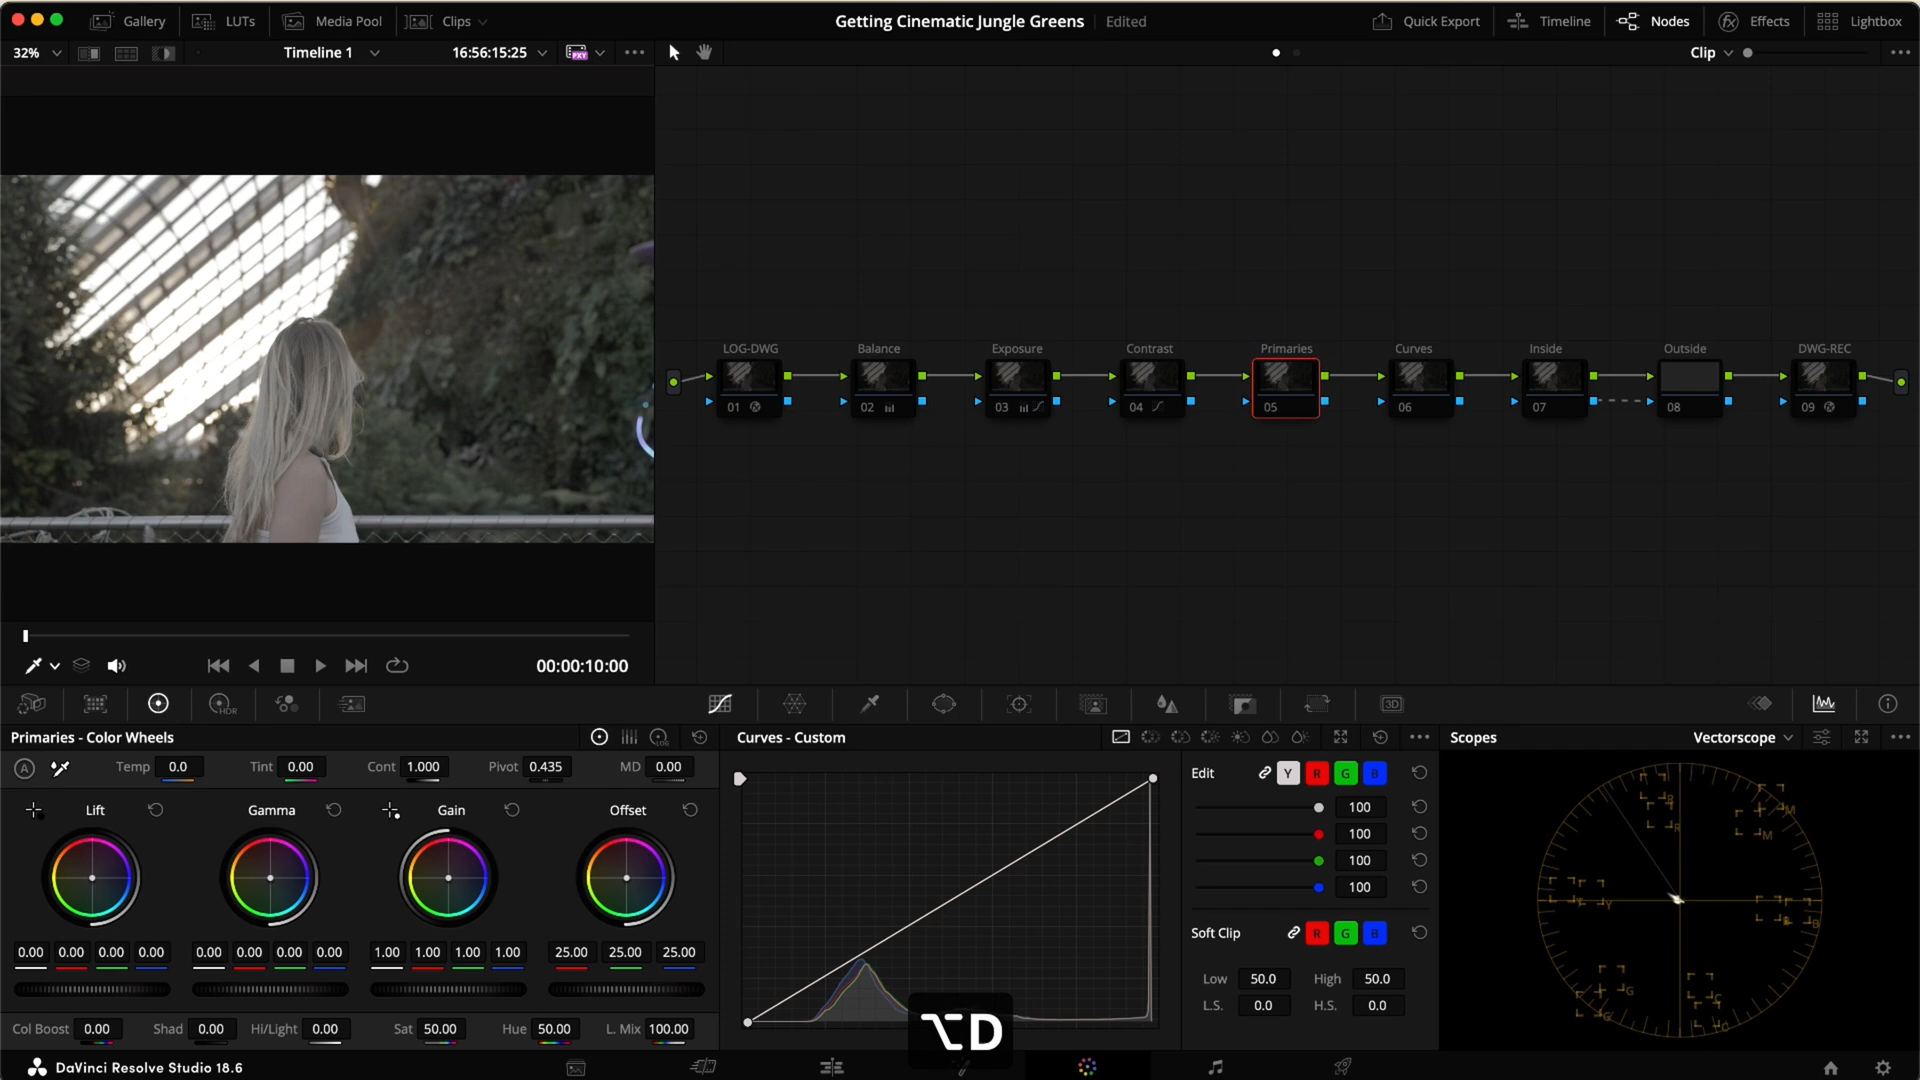 Gallery
LUTs
Media Pool
Clips
Getting Cinematic Jungle Greens
Edited
Quick Export
Timeline
Nodes
Effects
Lightbox
32%
Timeline 1
16:56:15:25
PXY
Clip
LOG-DWG
Balance
Exposure
Contrast
Primaries
Curves
Inside
Outside
DWG-REC
01
02
03
04
05
06
07
08
09
00:00:10:00
HDR
3D
Primaries - Color Wheels
LOG
Curves - Custom
Scopes
Vectorscope
A
Temp 0.0
Tint 0.00
Cont 1.000
Pivot 0.435
MD 0.00
Edit
Y R G B
Lift
Gamma
Gain
Offset
100
100
100
100
0.00 0.00 0.00 0.00
0.00 0.00 0.00 0.00
1.00 1.00 1.00 1.00
25.00 25.00 25.00
Soft Clip
R G B
Low 50.0
High 50.0
L.S. 0.0
H.S. 0.0
R
R
M
M
Y
B
B
G
G
C
C
Col Boost 0.00
Shad 0.00
Hi/Light 0.00
Sat 50.00
Hue 50.00
L. Mix 100.00
⌥D
DaVinci Resolve Studio 18.6